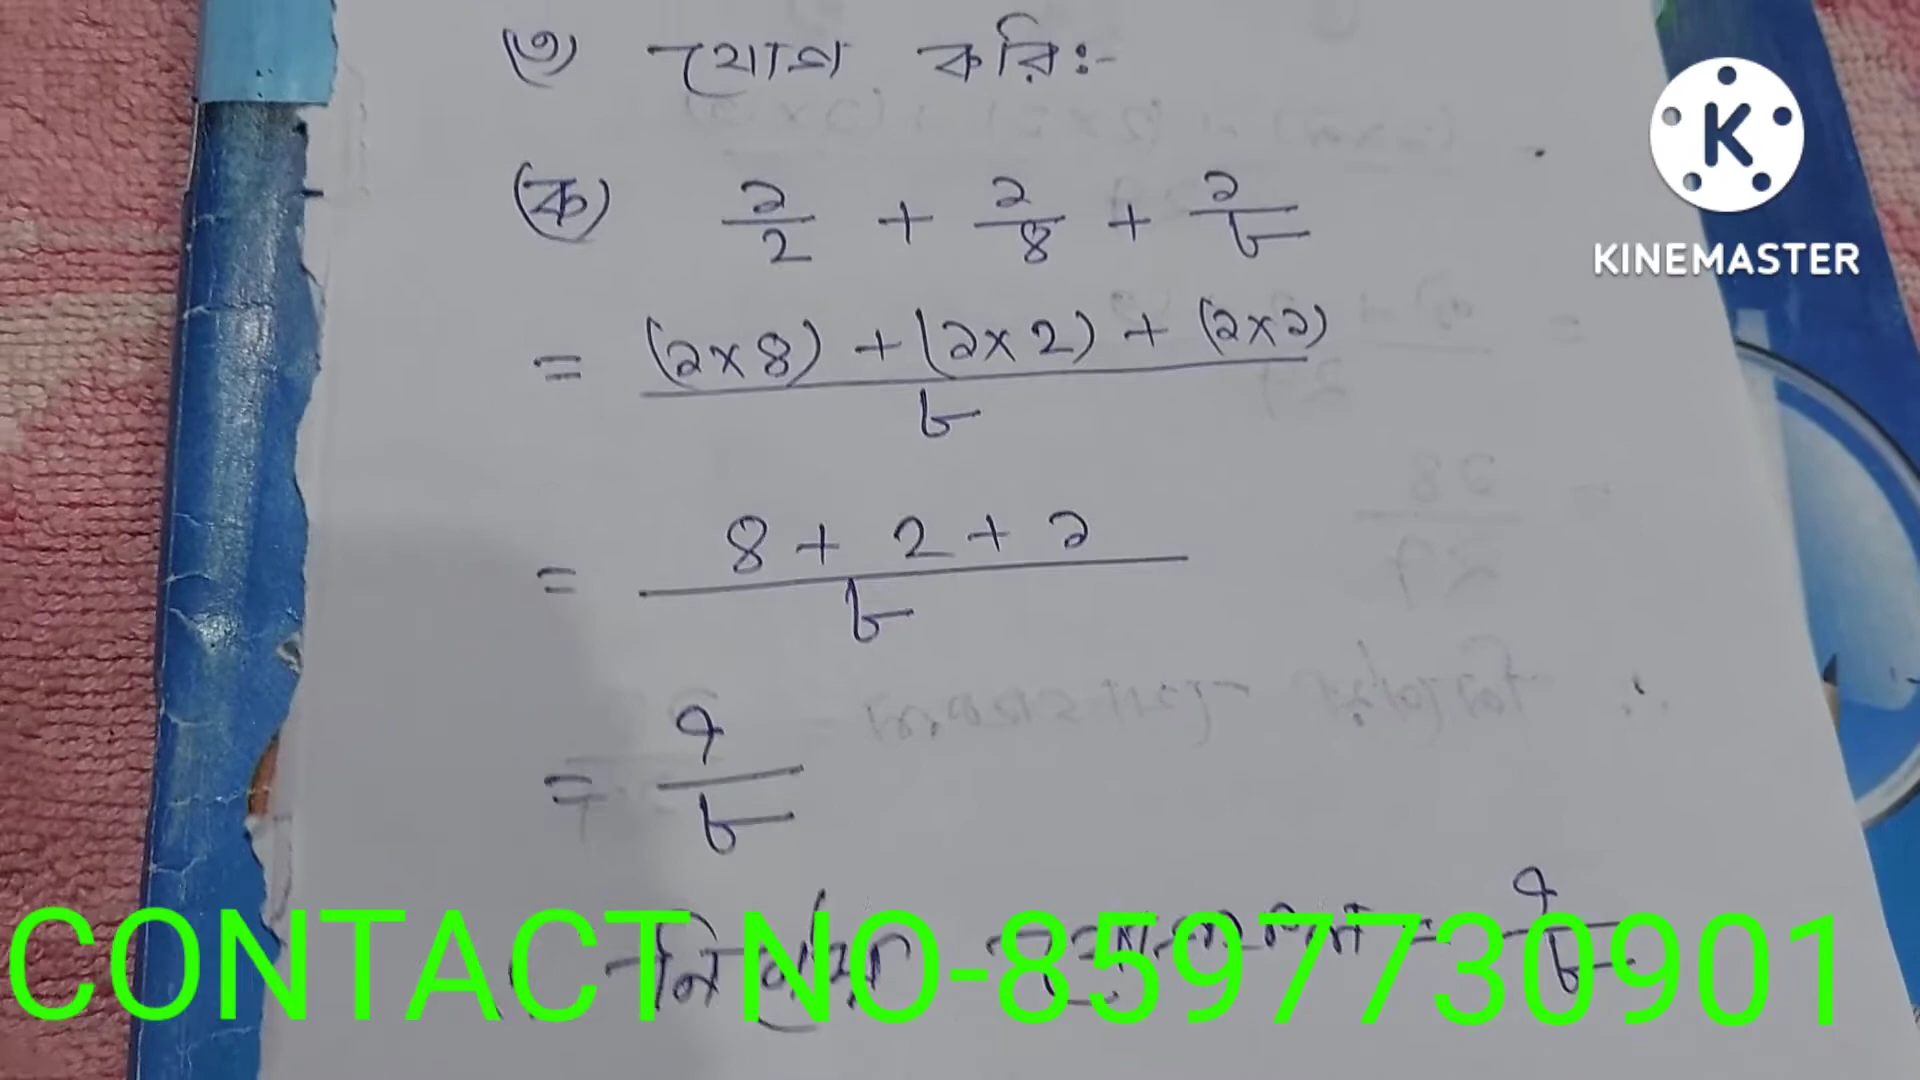 (৩) যোগ করি :-
(ক) ১/২ + ১/৪ + ১/৮
= (১×৪) + (১×২) + (১×১) / ৮
= ৪ + ২ + ১ / ৮
= ৭/৮
নির্ণেয় যোগফল = ৭/৮
CONTACT NO-8597730901
K
KINEMASTER